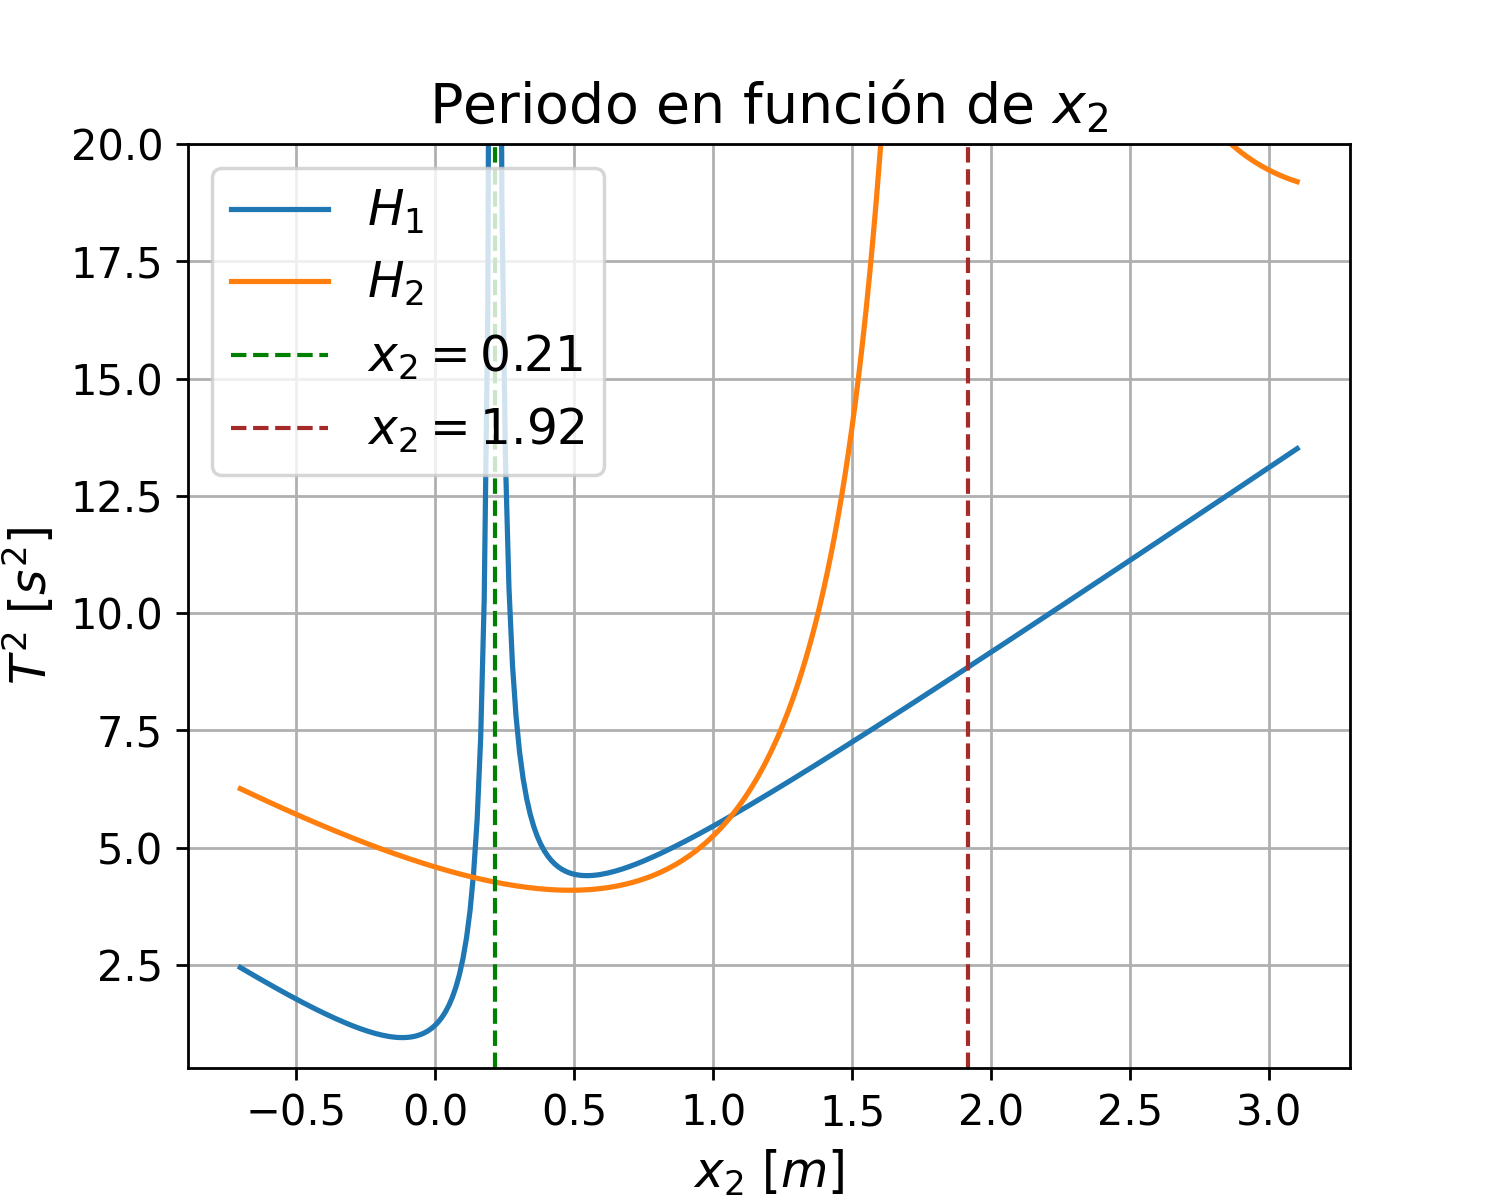 Periodo en función de x₂
20.0
17.5
15.0
12.5
10.0
7.5
5.0
2.5
T² [s²]
H₁
H₂
x₂ = 0.21
x₂ = 1.92
−0.5 0.0 0.5 1.0 1.5 2.0 2.5 3.0
x₂ [m]